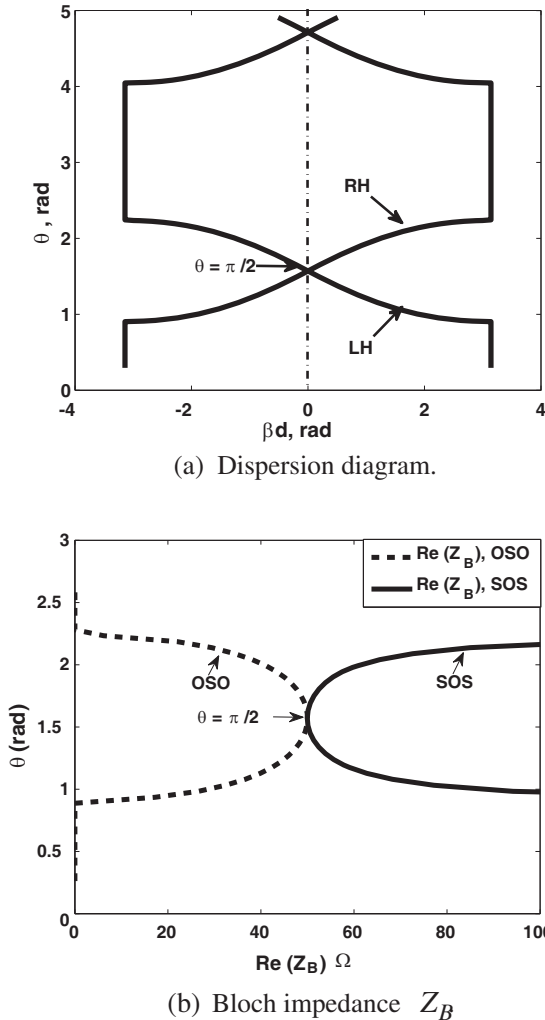 5
4
θ , rad
3
RH
2
θ = π /2
1
LH
0
-4 -2 0 2 4
βd, rad
(a) Dispersion diagram.
3
Re (Z_B), OSO
Re (Z_B), SOS
2.5
2
OSO
SOS
θ = π /2
1.5
θ (rad)
1
0.5
0
0 20 40 60 80 100
Re (Z_B) Ω
(b) Bloch impedance Z_B